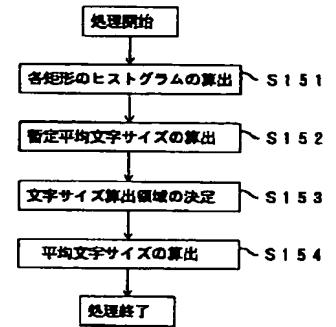 処理開始
各矩形のヒストグラムの算出 S151
暫定平均文字サイズの算出 S152
文字サイズ算出領域の決定 S153
平均文字サイズの算出 S154
処理終了